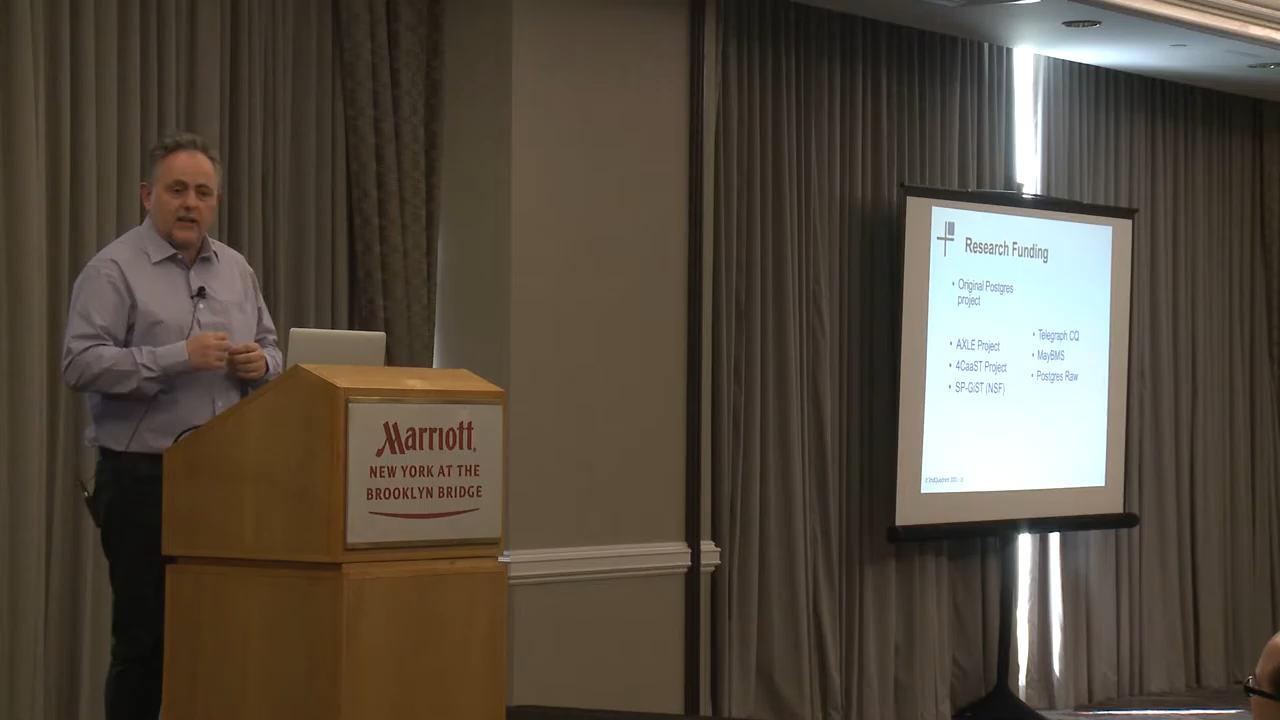 Marriott
NEW YORK AT THE
BROOKLYN BRIDGE
Research Funding
• Original Postgres
project
• AXLE Project
• 4CaaST Project
• SP-GiST (NSF)
• Telegraph CQ
• MayBMS
• Postgres Raw